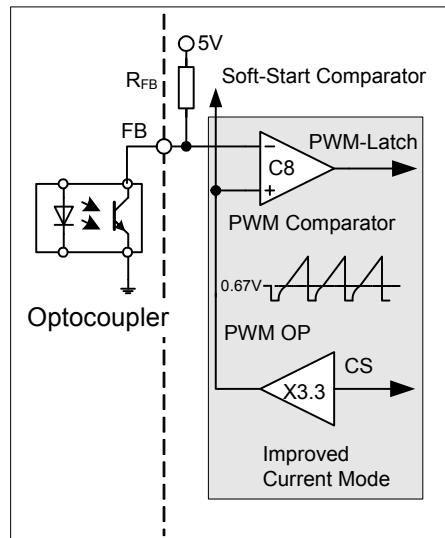 5V
RFB
Soft-Start Comparator
FB
PWM-Latch
−
C8
+
PWM Comparator
0.67V
Optocoupler
PWM OP
CS
X3.3
Improved
Current Mode